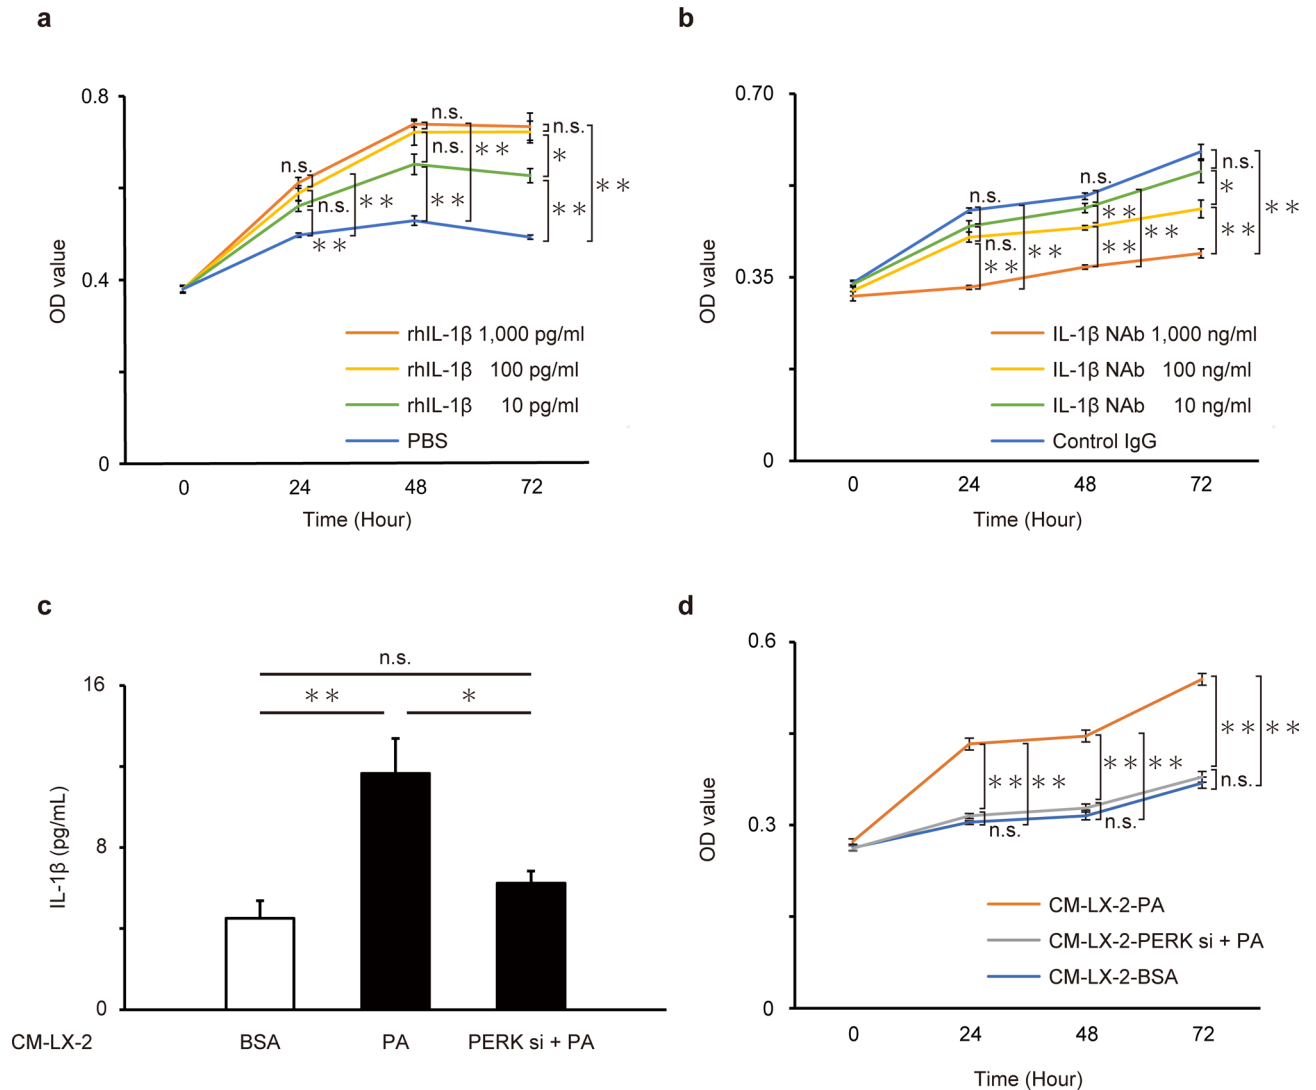 a
0.8
0.4
0
OD value
n.s.
n.s.
**
**
n.s.
n.s.
**
**
n.s.
*
**
**
rhIL-1β 1,000 pg/ml
rhIL-1β 100 pg/ml
rhIL-1β 10 pg/ml
PBS
0 24 48 72
Time (Hour)
b
0.70
0.35
0
OD value
n.s.
n.s.
**
**
n.s.
**
**
**
n.s.
*
**
**
IL-1β NAb 1,000 ng/ml
IL-1β NAb 100 ng/ml
IL-1β NAb 10 ng/ml
Control IgG
0 24 48 72
Time (Hour)
c
16
8
0
IL-1β (pg/mL)
n.s.
** *
CM-LX-2 BSA PA PERK si + PA
d
0.6
0.3
0
OD value
**
**
n.s.
**
**
n.s.
**
**
n.s.
CM-LX-2-PA
CM-LX-2-PERK si + PA
CM-LX-2-BSA
0 24 48 72
Time (Hour)